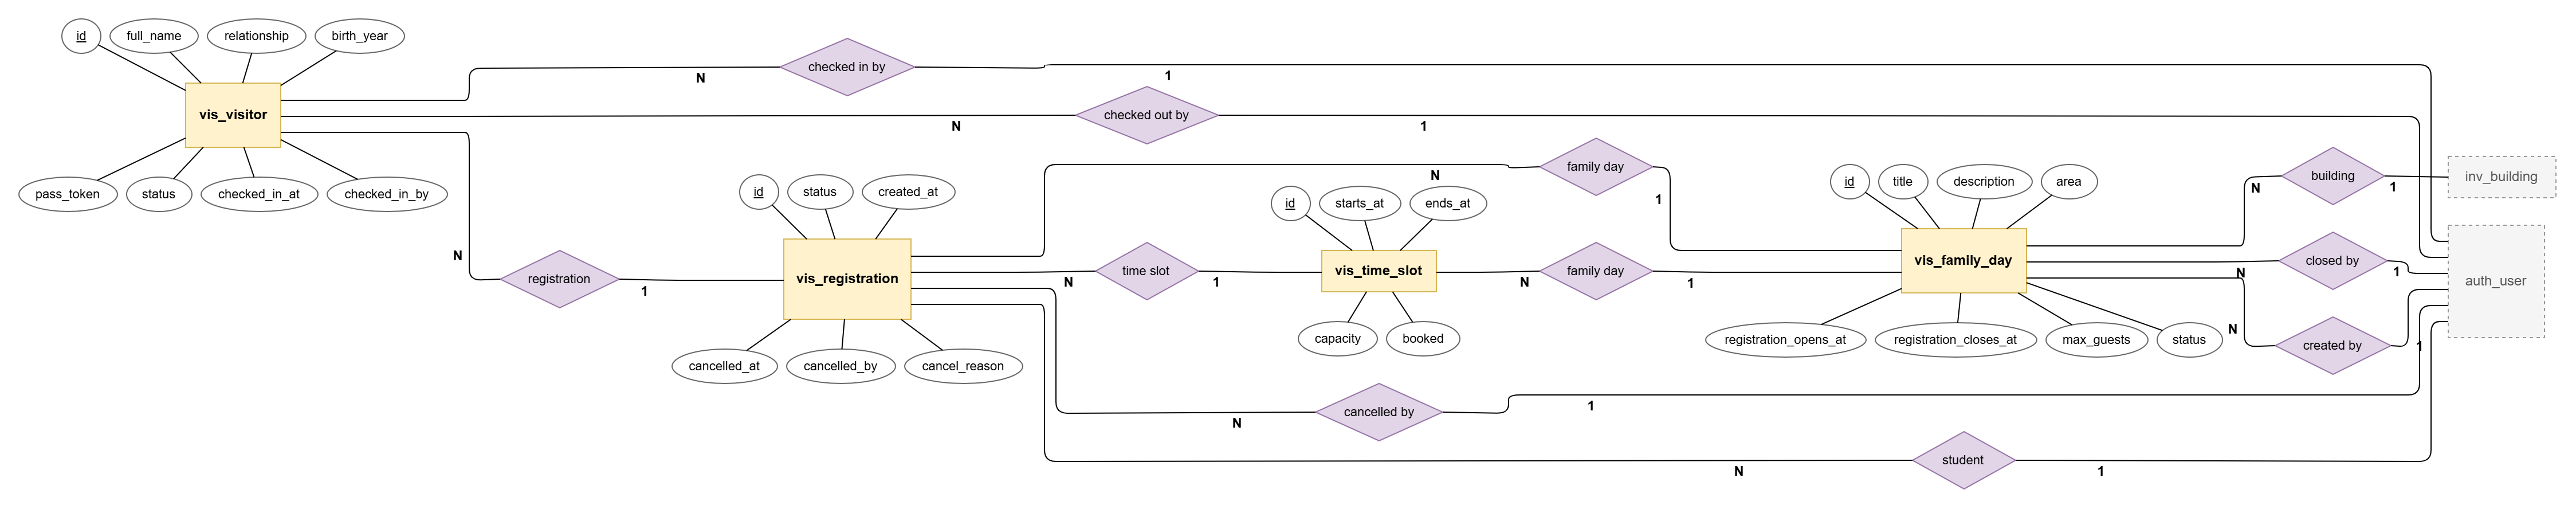 id
full_name
relationship
birth_year
vis_visitor
pass_token
status
checked_in_at
checked_in_by
N
checked in by
1
N
checked out by
1
N
registration
1
id
status
created_at
vis_registration
cancelled_at
cancelled_by
cancel_reason
N
family day
1
N
time slot
1
id
starts_at
ends_at
vis_time_slot
capacity
booked
N
family day
1
id
title
description
area
vis_family_day
registration_opens_at
registration_closes_at
max_guests
status
N
building
1
inv_building
N
closed by
1
auth_user
N
created by
1
N
cancelled by
1
N
student
1